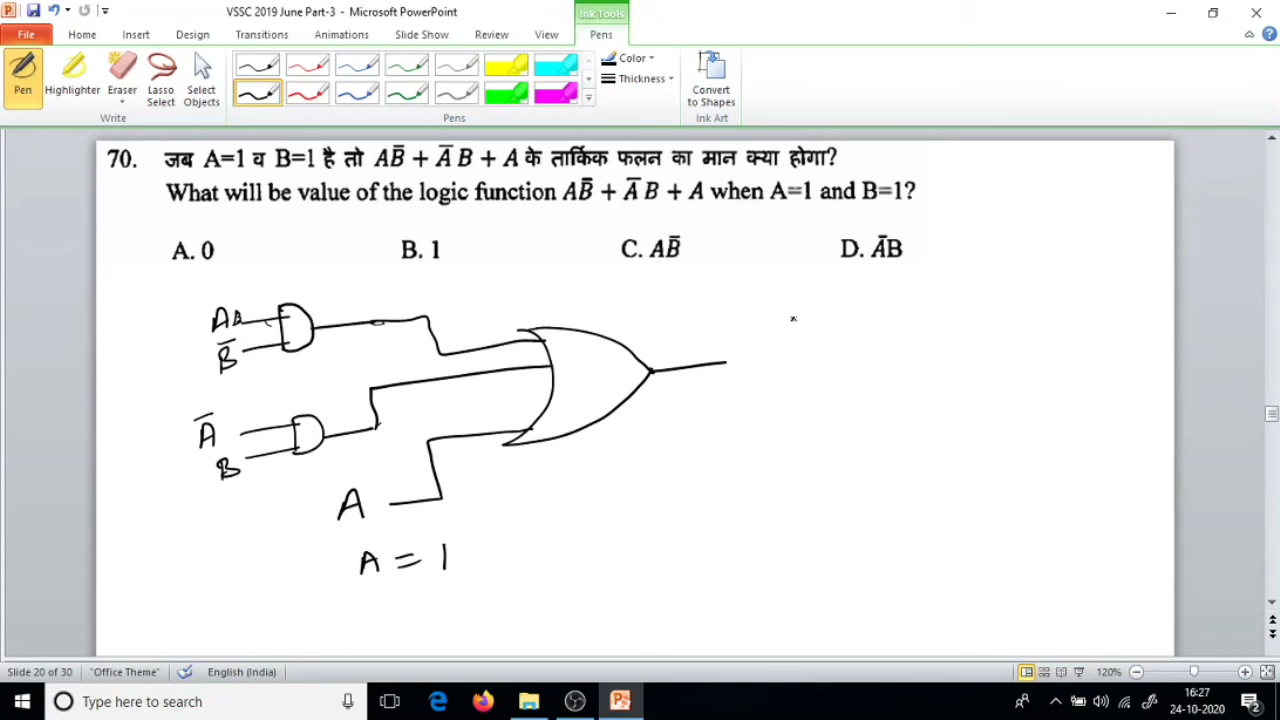 VSSC 2019 June Part-3 - Microsoft PowerPoint
Ink Tools
File Home Insert Design Transitions Animations Slide Show Review View Pens
Pen Highlighter Eraser Lasso Select Select Objects
Color
Thickness
Convert to Shapes
Write Pens Ink Art
70. जब A=1 व B=1 है तो AB̅ + A̅ B + A के तार्किक फलन का मान क्या होगा?
What will be value of the logic function AB̅ + A̅ B + A when A=1 and B=1?
A. 0 B. 1 C. AB̅ D. A̅B
A B
B̅
A̅
B
A
A = 1
Slide 20 of 30 "Office Theme" English (India) 120%
Type here to search
16:27
24-10-2020
2